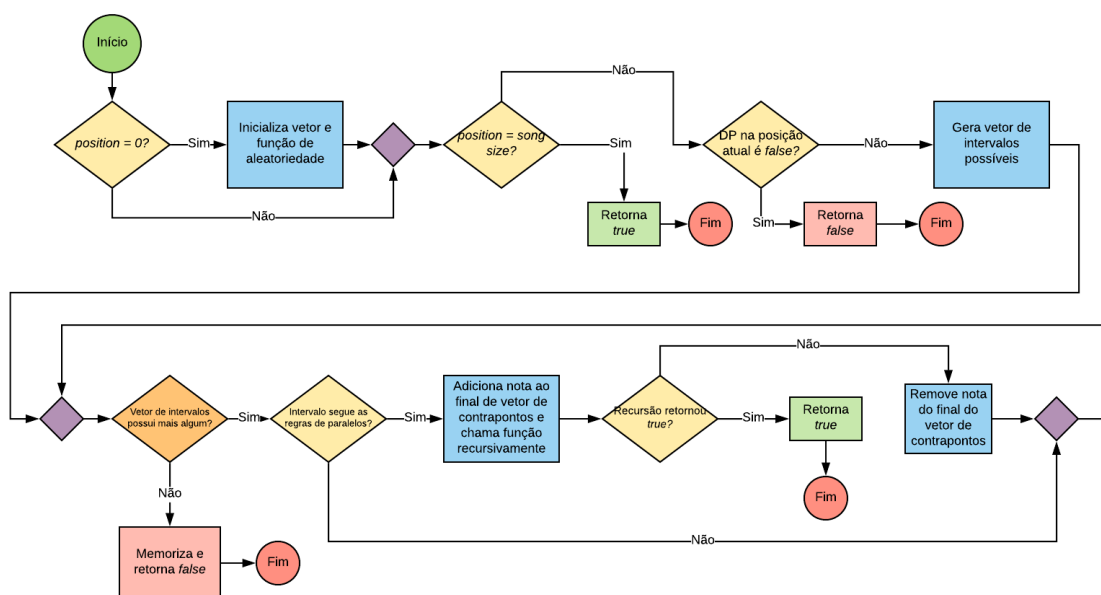 Início
position = 0?
Sim
Inicializa vetor e
função de
aleatoriedade
Não
position = song
size?
Não
Sim
Retorna
true
Fim
DP na posição
atual é false?
Não
Sim
Retorna
false
Fim
Gera vetor de
intervalos
possíveis
Vetor de intervalos
possui mais algum?
Sim
Não
Memoriza e
retorna false
Fim
Intervalo segue as
regras de paralelos?
Sim
Não
Adiciona nota ao
final de vetor de
contrapontos e
chama função
recursivamente
Recursão retornou
true?
Não
Sim
Retorna
true
Fim
Remove nota
do final do
vetor de
contrapontos